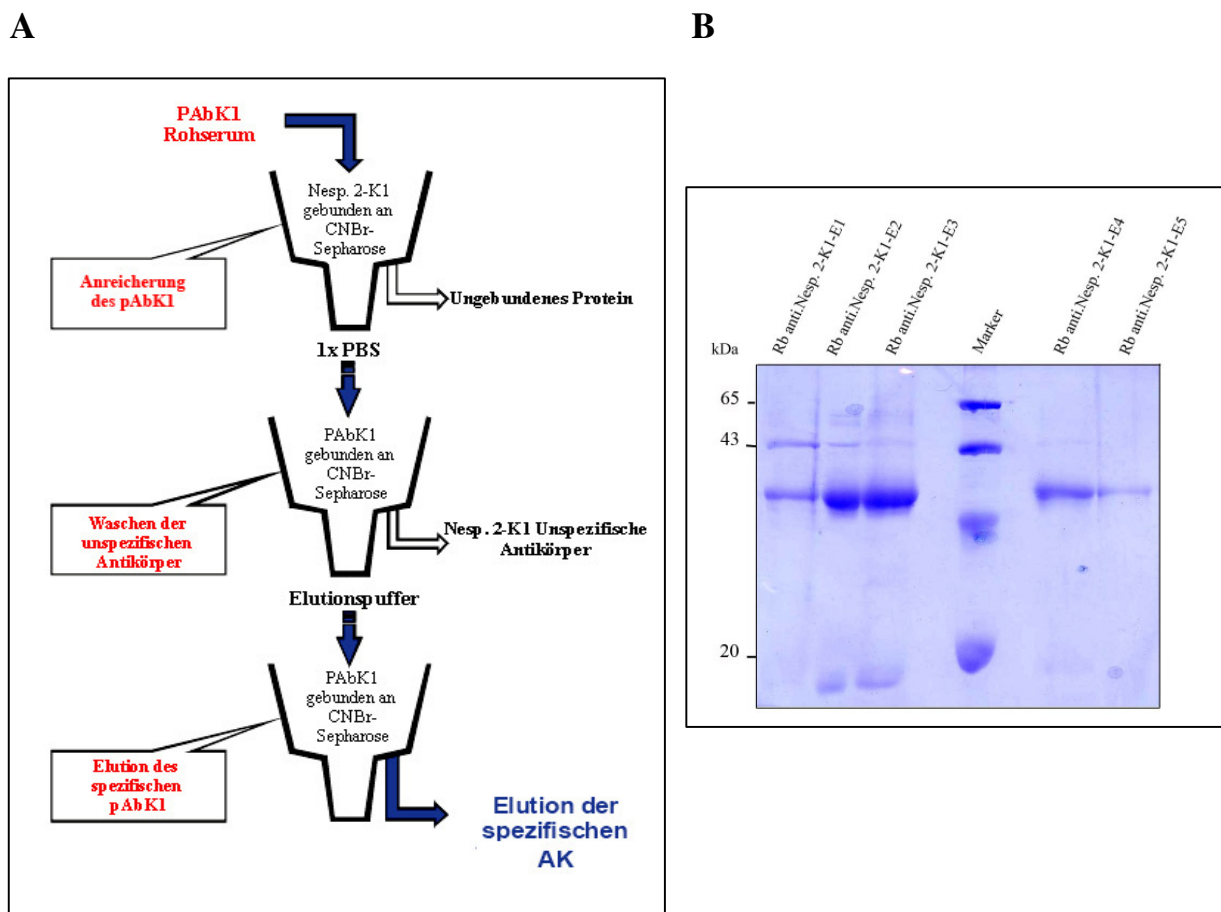 A
PAbK1
Rohserum
Nesp. 2-K1
gebunden an
CNBr-
Sepharose
Anreicherung
des pAbK1
Ungebundenes Protein
1x PBS
PAbK1
gebunden an
CNBr-
Sepharose
Waschen der
unspezifischen
Antikörper
Nesp. 2-K1 Unspezifische
Antikörper
Elutionspuffer
PAbK1
gebunden an
CNBr-
Sepharose
Elution des
spezifischen
pAbK1
Elution der
spezifischen
AK
B
Rb anti.Nesp. 2-K1-E1
Rb anti.Nesp. 2-K1-E2
Rb anti.Nesp. 2-K1-E3
Marker
Rb anti.Nesp. 2-K1-E4
Rb anti.Nesp. 2-K1-E5
kDa
65
43
20